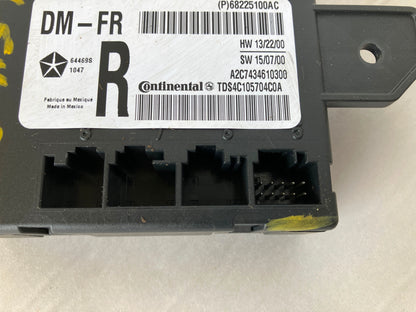 (P)68225100AC
DM-FR
HW 13/22/00
64469S
1047
R
SW 15/07/00
A2C7434610300
Continental
TDS4C105704C0A
Fabrique au Mexique
Made in Mexico